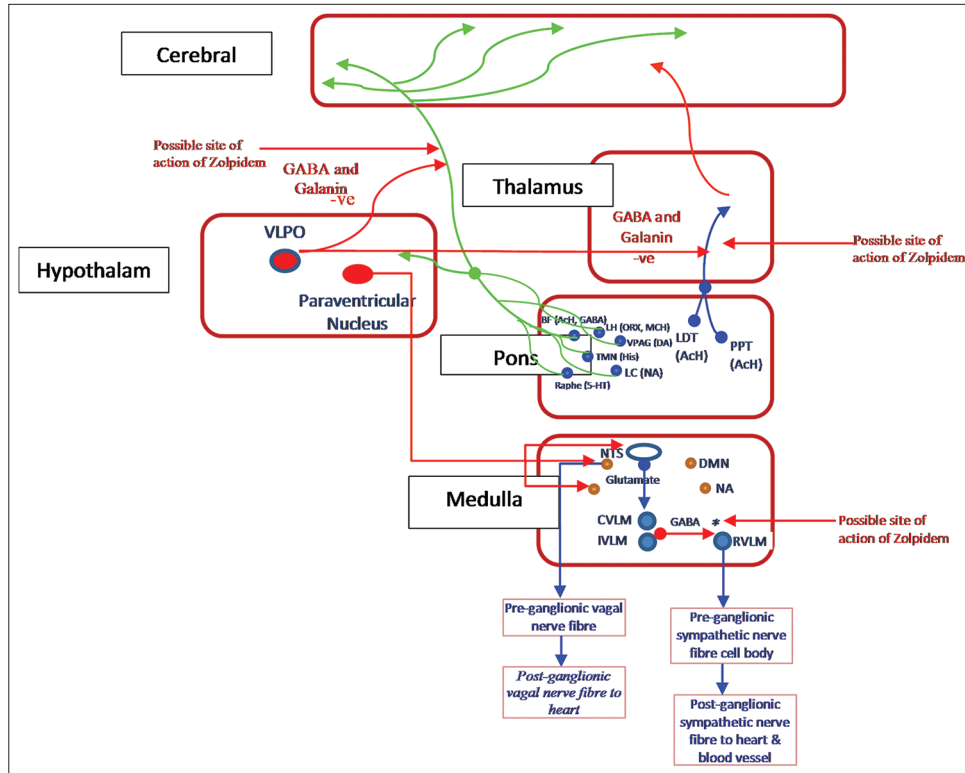 Cerebral
Possible site of
action of Zolpidem
GABA and
Galanin
-ve
Thalamus
GABA and
Galanin
-ve
Possible site of
action of Zolpidem
Hypothalam
VLPO
Paraventricular
Nucleus
Pons
BF (AcH, GABA)
LH (ORX, MCH)
VPAG (DA)
TMN (His)
LC (NA)
Raphe (5-HT)
LDT
(AcH)
PPT
(AcH)
Medulla
NTS
Glutamate
DMN
NA
CVLM
IVLM
GABA
*
RVLM
Possible site of
action of Zolpidem
Pre-ganglionic vagal
nerve fibre
Post-ganglionic
vagal nerve fibre to
heart
Pre-ganglionic
sympathetic nerve
fibre cell body
Post-ganglionic
sympathetic nerve
fibre to heart &
blood vessel